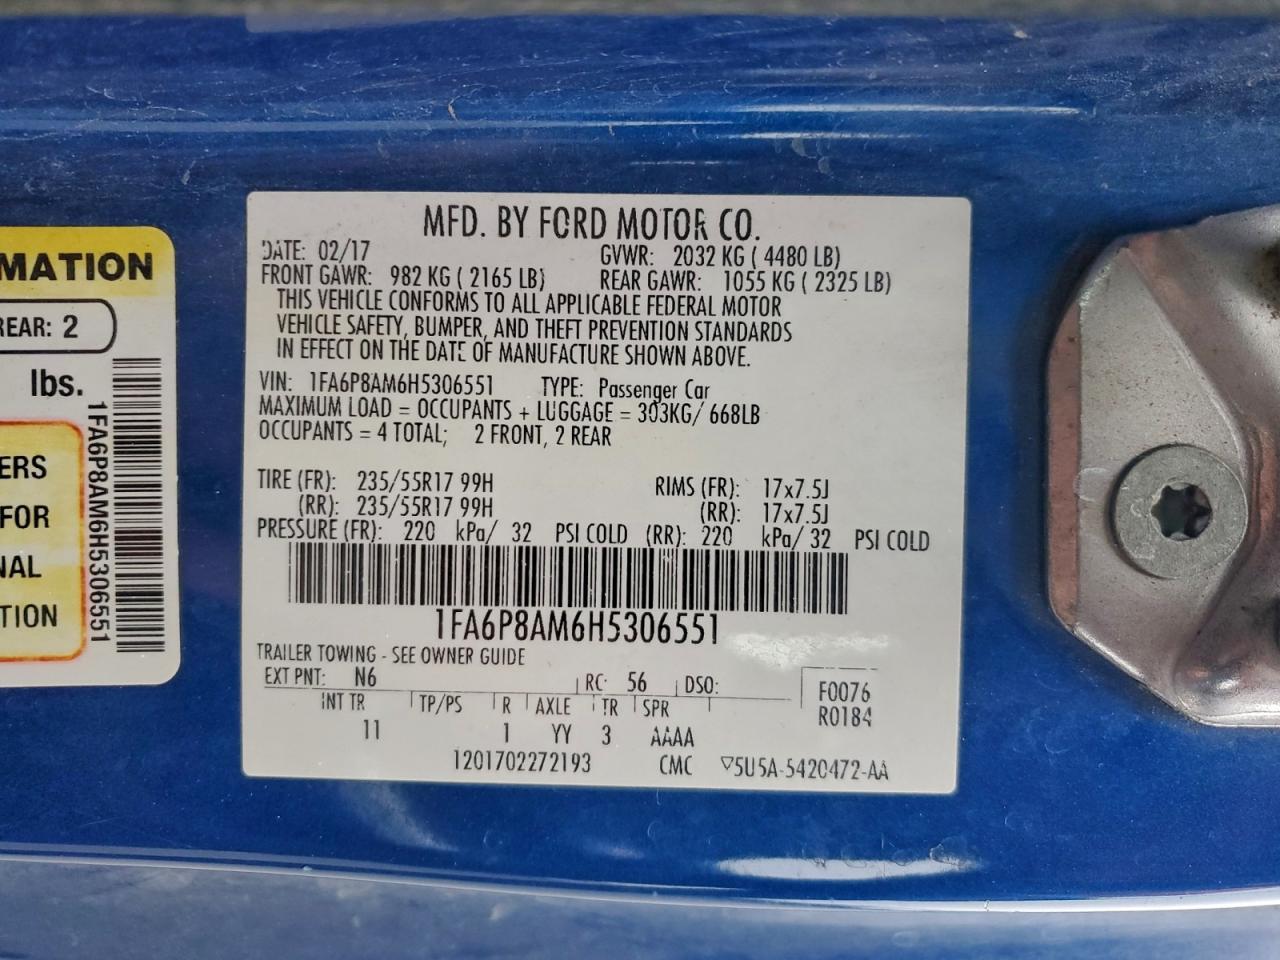 MATION
REAR: 2
lbs.
ERS
FOR
NAL
TION
1FA6P8AM6H5306551
MFD. BY FORD MOTOR CO.
DATE: 02/17 GVWR: 2032 KG ( 4480 LB)
FRONT GAWR: 982 KG ( 2165 LB) REAR GAWR: 1055 KG ( 2325 LB)
THIS VEHICLE CONFORMS TO ALL APPLICABLE FEDERAL MOTOR
VEHICLE SAFETY, BUMPER, AND THEFT PREVENTION STANDARDS
IN EFFECT ON THE DATE OF MANUFACTURE SHOWN ABOVE.
VIN: 1FA6P8AM6H5306551 TYPE: Passenger Car
MAXIMUM LOAD = OCCUPANTS + LUGGAGE = 303KG/ 668LB
OCCUPANTS = 4 TOTAL; 2 FRONT, 2 REAR
TIRE (FR): 235/55R17 99H RIMS (FR): 17x7.5J
(RR): 235/55R17 99H (RR): 17x7.5J
PRESSURE (FR): 220 kPa/ 32 PSI COLD (RR): 220 kPa/ 32 PSI COLD
1FA6P8AM6H5306551
TRAILER TOWING - SEE OWNER GUIDE
EXT PNT: N6 RC: 56 DSO:
F0076
R0184
INT TR TP/PS R AXLE TR SPR
11 1 YY 3 AAAA
1201702272193 CMC ▽5U5A-5420472-AA